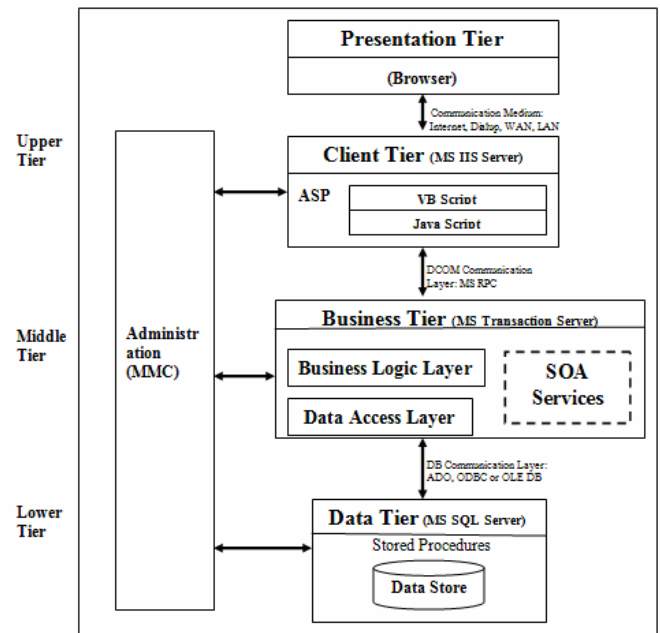 Presentation Tier
(Browser)
Communication Medium:
Internet, Dialup, WAN, LAN
Upper
Tier
Client Tier (MS IIS Server)
ASP
VB Script
Java Script
DCOM Communication
Layer: MS RPC
Middle
Tier
Administr
ation
(MMC)
Business Tier (MS Transaction Server)
Business Logic Layer
Data Access Layer
SOA
Services
DB Communication Layer:
ADO, ODBC or OLE DB
Lower
Tier
Data Tier (MS SQL Server)
Stored Procedures
Data Store